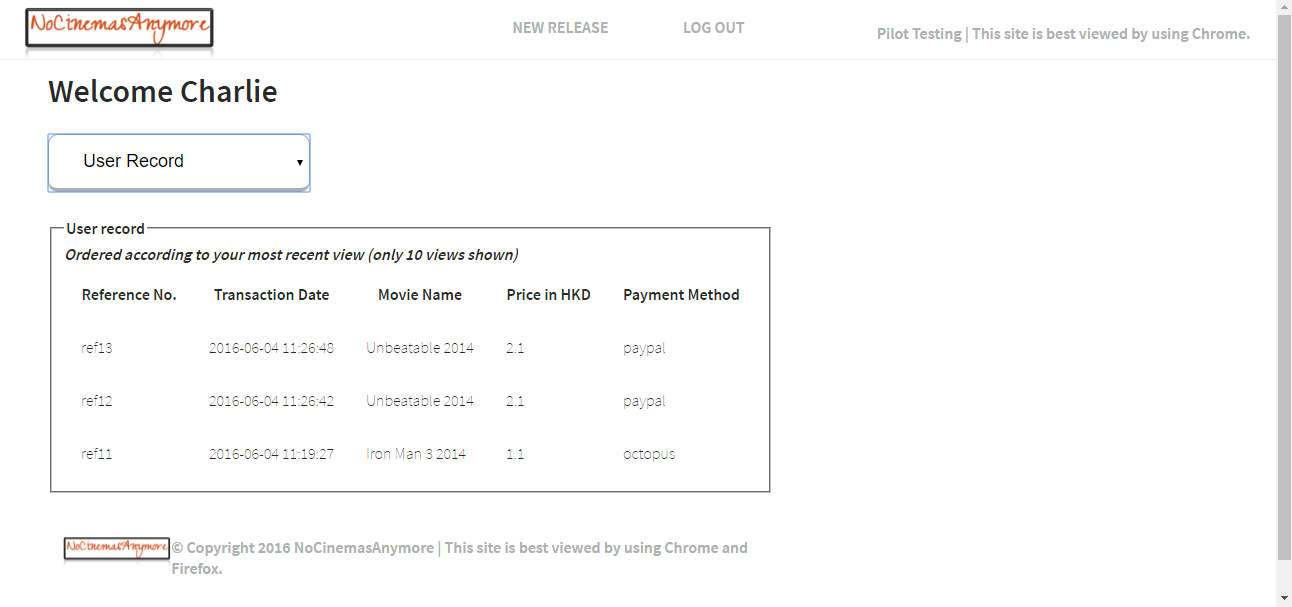 NoCinemasAnymore NEW RELEASE LOG OUT Pilot Testing | This site is best viewed by using Chrome.
Welcome Charlie
User Record
User record
Ordered according to your most recent view (only 10 views shown)
Reference No. Transaction Date Movie Name Price in HKD Payment Method
ref13 2016-06-04 11:26:48 Unbeatable 2014 2.1 paypal
ref12 2016-06-04 11:26:42 Unbeatable 2014 2.1 paypal
ref11 2016-06-04 11:19:27 Iron Man 3 2014 1.1 octopus
NoCinemasAnymore © Copyright 2016 NoCinemasAnymore | This site is best viewed by using Chrome and
Firefox.